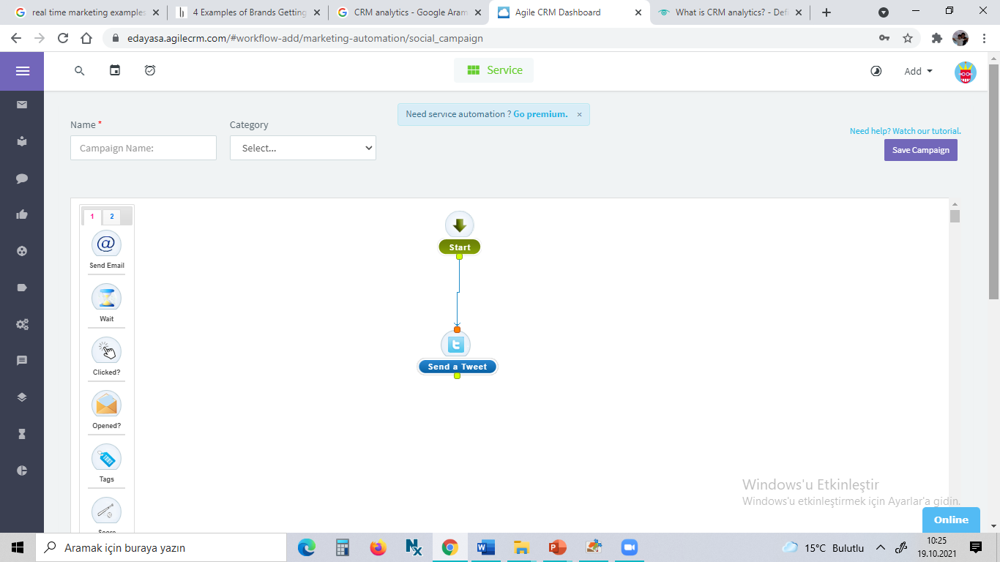 real time marketing examples
4 Examples of Brands Getting
CRM analytics - Google Aram
Agile CRM Dashboard
What is CRM analytics? - Defi
edayasa.agilecrm.com/#workflow-add/marketing-automation/social_campaign
Service
Add
Need servıce automation ? Go premium. ×
Name *
Category
Need help? Watch our tutorial.
Campaign Name:
Select...
Save Campaign
1
2
Start
@
Send Email
Wait
Send a Tweet
Clicked?
Opened?
Tags
Score
Windows'u Etkinleştir
Windows'u etkinleştirmek için Ayarlar'a gidin.
Online
Aramak için buraya yazın
15°C Bulutlu
10:25
19.10.2021